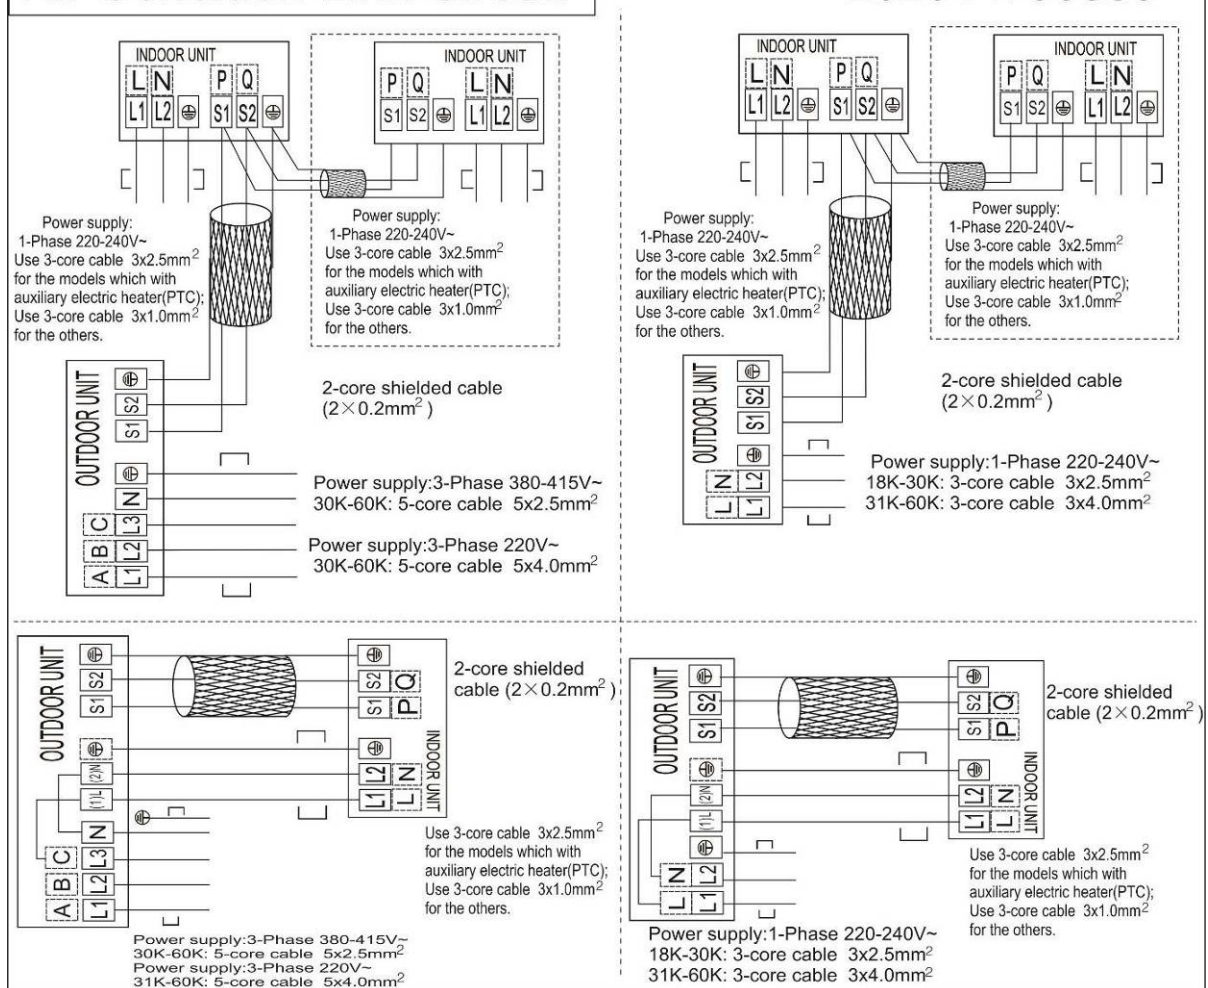 INDOOR UNIT
L N P Q
L1 L2 S1 S2
INDOOR UNIT
P Q L N
S1 S2 L1 L2
Power supply:
1-Phase 220-240V~
Use 3-core cable 3x2.5mm²
for the models which with
auxiliary electric heater(PTC);
Use 3-core cable 3x1.0mm²
for the others.
Power supply:
1-Phase 220-240V~
Use 3-core cable 3x2.5mm²
for the models which with
auxiliary electric heater(PTC);
Use 3-core cable 3x1.0mm²
for the others.
OUTDOOR UNIT
S2
S1
N
C L3
B L2
A L1
2-core shielded cable
(2×0.2mm²)
Power supply:3-Phase 380-415V~
30K-60K: 5-core cable 5x2.5mm²
Power supply:3-Phase 220V~
30K-60K: 5-core cable 5x4.0mm²
INDOOR UNIT
L N P Q
L1 L2 S1 S2
INDOOR UNIT
P Q L N
S1 S2 L1 L2
Power supply:
1-Phase 220-240V~
Use 3-core cable 3x2.5mm²
for the models which with
auxiliary electric heater(PTC);
Use 3-core cable 3x1.0mm²
for the others.
Power supply:
1-Phase 220-240V~
Use 3-core cable 3x2.5mm²
for the models which with
auxiliary electric heater(PTC);
Use 3-core cable 3x1.0mm²
for the others.
OUTDOOR UNIT
S2
S1
N L2
L L1
2-core shielded cable
(2×0.2mm²)
Power supply:1-Phase 220-240V~
18K-30K: 3-core cable 3x2.5mm²
31K-60K: 3-core cable 3x4.0mm²
OUTDOOR UNIT
S2
S1
(2)N
(1)L
N
C L3
B L2
A L1
S2 Q
S1 P
L2 N
L1 L
INDOOR UNIT
2-core shielded
cable (2×0.2mm²)
Use 3-core cable 3x2.5mm²
for the models which with
auxiliary electric heater(PTC);
Use 3-core cable 3x1.0mm²
for the others.
Power supply:3-Phase 380-415V~
30K-60K: 5-core cable 5x2.5mm²
Power supply:3-Phase 220V~
31K-60K: 5-core cable 5x4.0mm²
OUTDOOR UNIT
S2
S1
(2)N
(1)L
N L2
L L1
S2 Q
S1 P
L2 N
L1 L
INDOOR UNIT
2-core shielded
cable (2×0.2mm²)
Use 3-core cable 3x2.5mm²
for the models which with
auxiliary electric heater(PTC);
Use 3-core cable 3x1.0mm²
for the others.
Power supply:1-Phase 220-240V~
18K-30K: 3-core cable 3x2.5mm²
31K-60K: 3-core cable 3x4.0mm²